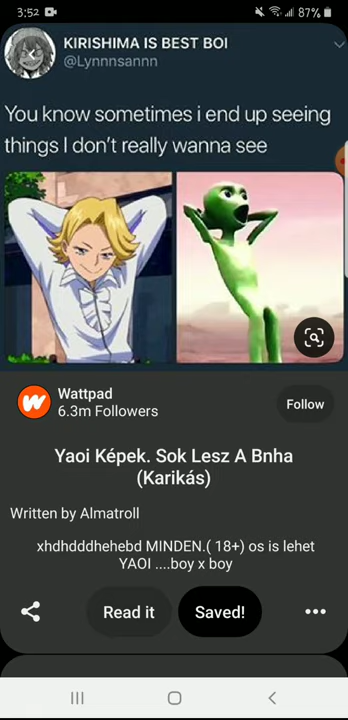 3:52
87%
KIRISHIMA IS BEST BOI
@Lynnnsannn
You know sometimes i end up seeing
things I don't really wanna see
Wattpad
6.3m Followers
Follow
Yaoi Képek. Sok Lesz A Bnha
(Karikás)
Written by Almatroll
xhdhdddhehebd MINDEN.( 18+) os is lehet
YAOI ....boy x boy
Read it
Saved!